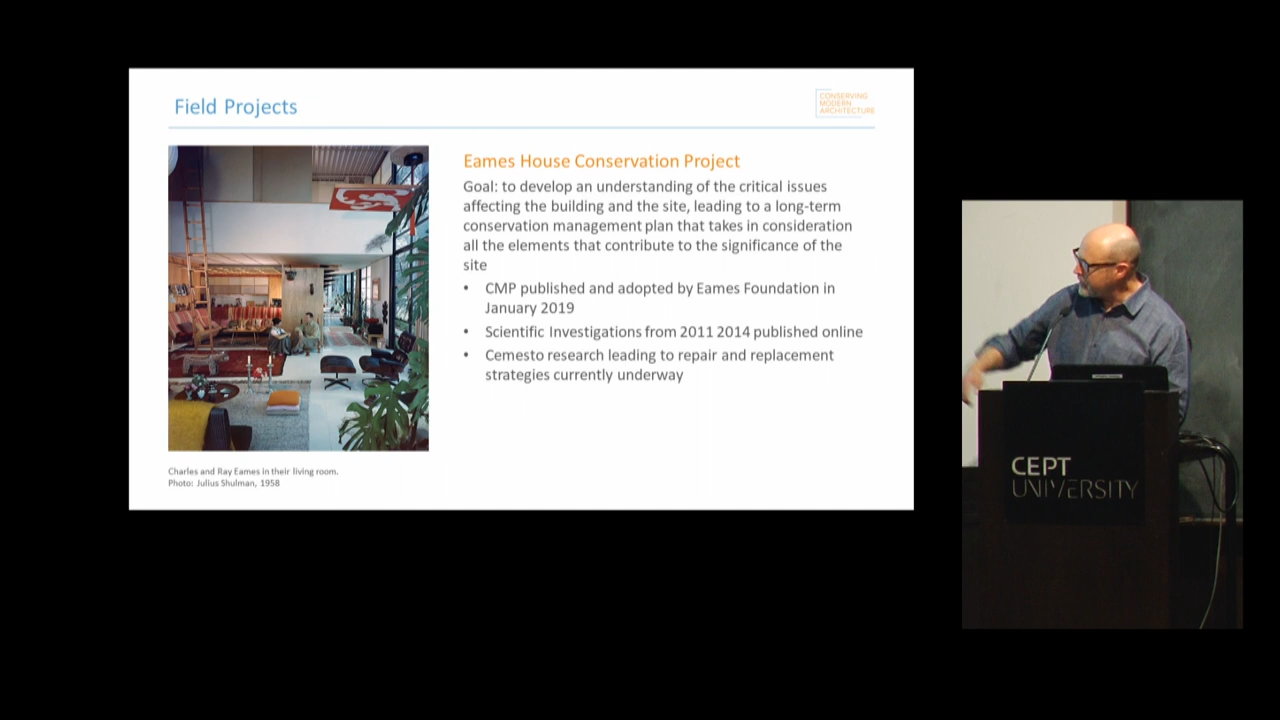 Field Projects
CONSERVING
MODERN
ARCHITECTURE
Eames House Conservation Project
Goal: to develop an understanding of the critical issues
affecting the building and the site, leading to a long-term
conservation management plan that takes in consideration
all the elements that contribute to the significance of the
site
• CMP published and adopted by Eames Foundation in
January 2019
• Scientific Investigations from 2011 2014 published online
• Cemesto research leading to repair and replacement
strategies currently underway
Charles and Ray Eames in their living room.
Photo: Julius Shulman, 1958
CEPT
UNIVERSITY